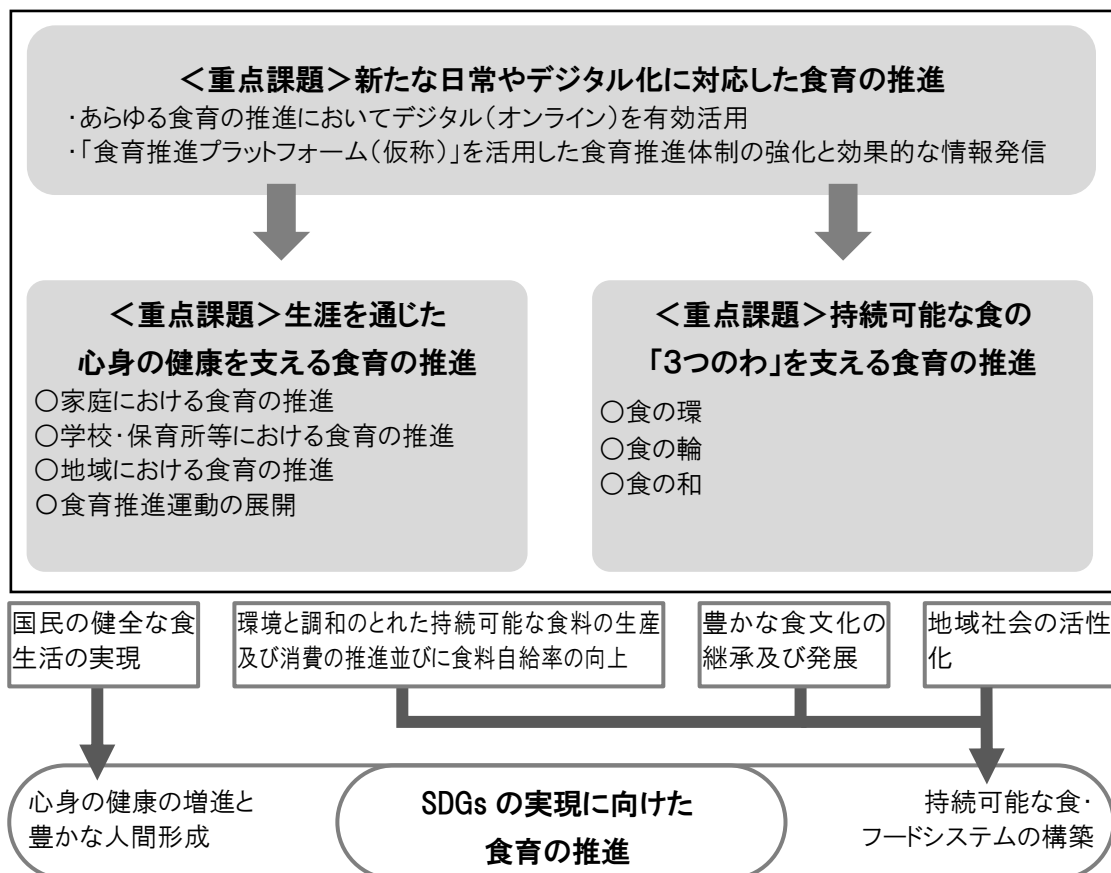 ＜重点課題＞新たな日常やデジタル化に対応した食育の推進
・あらゆる食育の推進においてデジタル（オンライン）を有効活用
・「食育推進プラットフォーム（仮称）」を活用した食育推進体制の強化と効果的な情報発信
＜重点課題＞生涯を通じた
心身の健康を支える食育の推進
〇家庭における食育の推進
〇学校・保育所等における食育の推進
〇地域における食育の推進
〇食育推進運動の展開
＜重点課題＞持続可能な食の
「３つのわ」を支える食育の推進
〇食の環
〇食の輪
〇食の和
国民の健全な食
生活の実現
環境と調和のとれた持続可能な食料の生産
及び消費の推進並びに食料自給率の向上
豊かな食文化の
継承及び発展
地域社会の活性
化
心身の健康の増進と
豊かな人間形成
SDGs の実現に向けた
食育の推進
持続可能な食・
フードシステムの構築